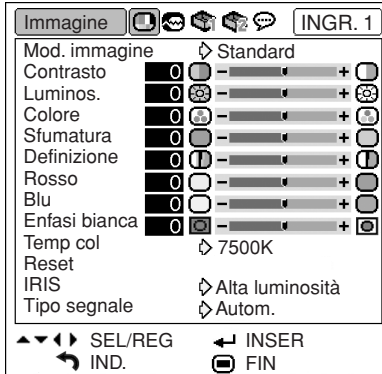 Immagine INGR. 1
Mod. immagine Standard
Contrasto 0 - +
Luminos. 0 - +
Colore 0 - +
Sfumatura 0 - +
Definizione 0 - +
Rosso 0 - +
Blu 0 - +
Enfasi bianca 0 - +
Temp col 7500K
Reset
IRIS Alta luminosità
Tipo segnale Autom.
SEL/REG INSER
IND. FIN